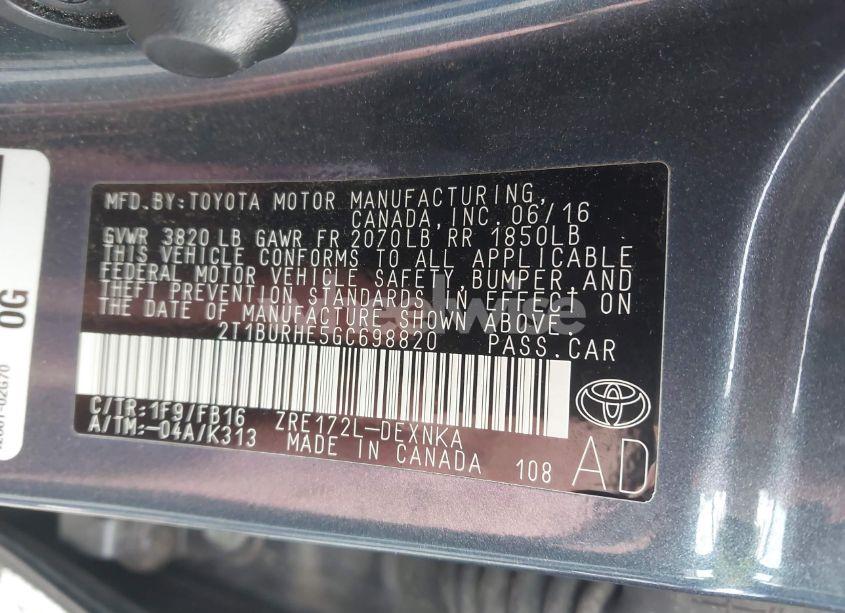 MFD.BY:TOYOTA MOTOR MANUFACTURING,
CANADA,INC. 06/16
GVWR 3820 LB GAWR FR 2070LB RR 1850LB
THIS VEHICLE CONFORMS TO ALL APPLICABLE
FEDERAL MOTOR VEHICLE SAFETY,BUMPER,AND
THEFT PREVENTION STANDARDS IN EFFECT ON
THE DATE OF MANUFACTURE SHOWN ABOVE.
2T1BURHE5GC698820 PASS.CAR
C/TR:1F9/FB16 ZRE172L-DEXNKA
A/TM:-04A/K313 MADE IN CANADA 108
AD
0G